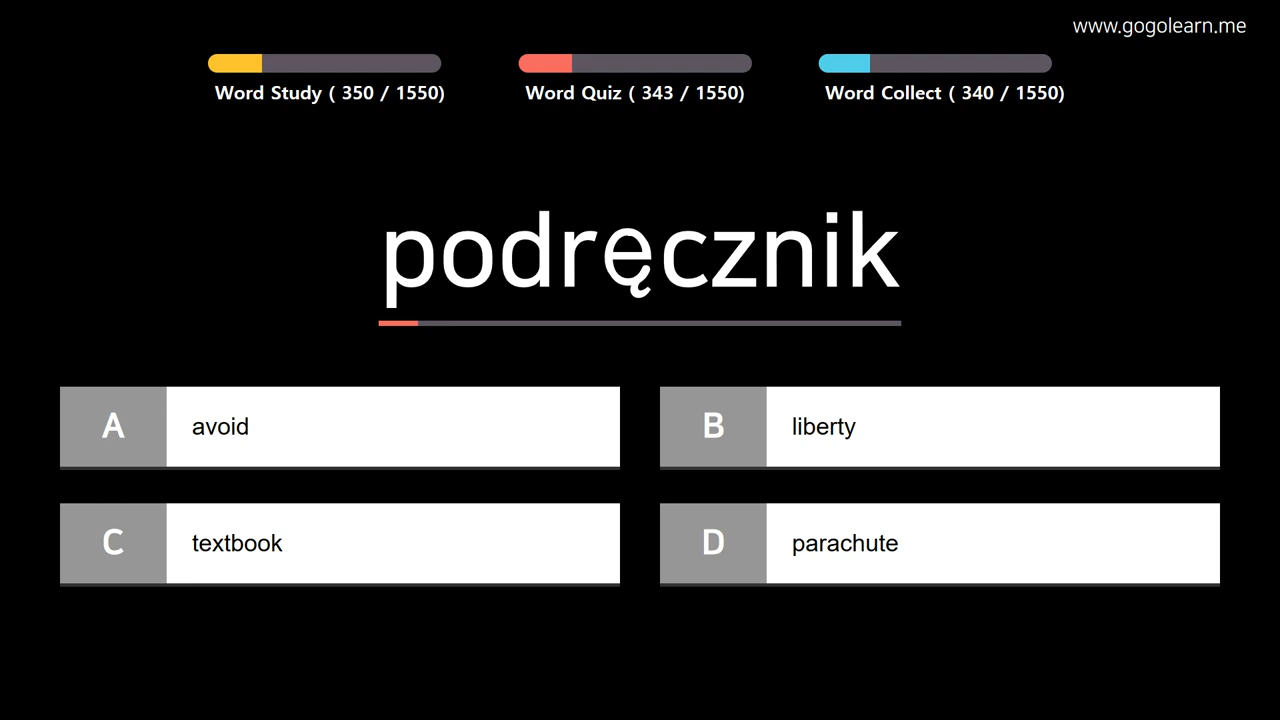 www.gogolearn.me
Word Study ( 350 / 1550)
Word Quiz ( 343 / 1550)
Word Collect ( 340 / 1550)
podręcznik
A avoid
B liberty
C textbook
D parachute